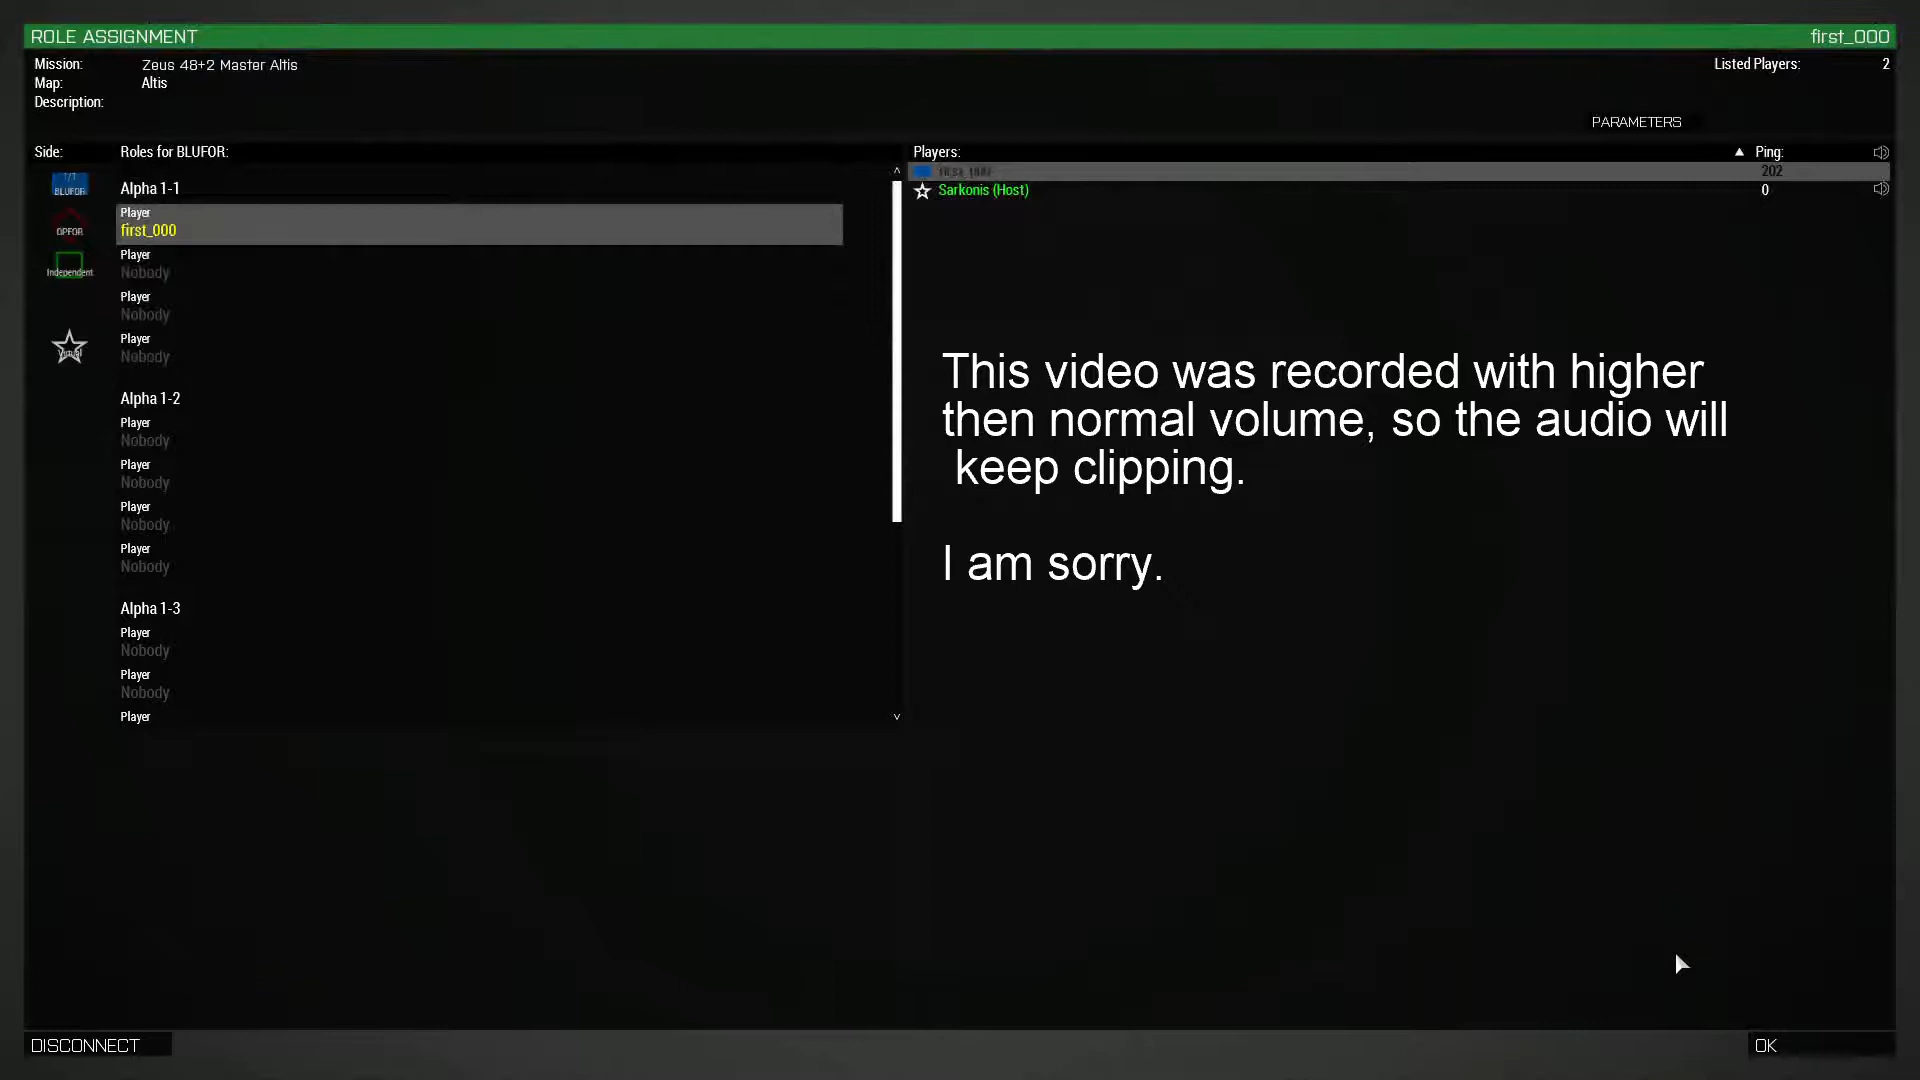 ROLE ASSIGNMENT
first_000
Mission: Zeus 48+2 Master Altis
Listed Players: 2
Map: Altis
Description:
PARAMETERS
Side:
Roles for BLUFOR:
Players:
Ping:
1/1
BLUFOR
OPFOR
Independent
Virtual
Alpha 1-1
Player
first_000
Player
Nobody
Player
Nobody
Player
Nobody
Alpha 1-2
Player
Nobody
Player
Nobody
Player
Nobody
Player
Nobody
Alpha 1-3
Player
Nobody
Player
Nobody
Player
first_000 202
Sarkonis (Host) 0
This video was recorded with higher
then normal volume, so the audio will
keep clipping.
I am sorry.
DISCONNECT
OK